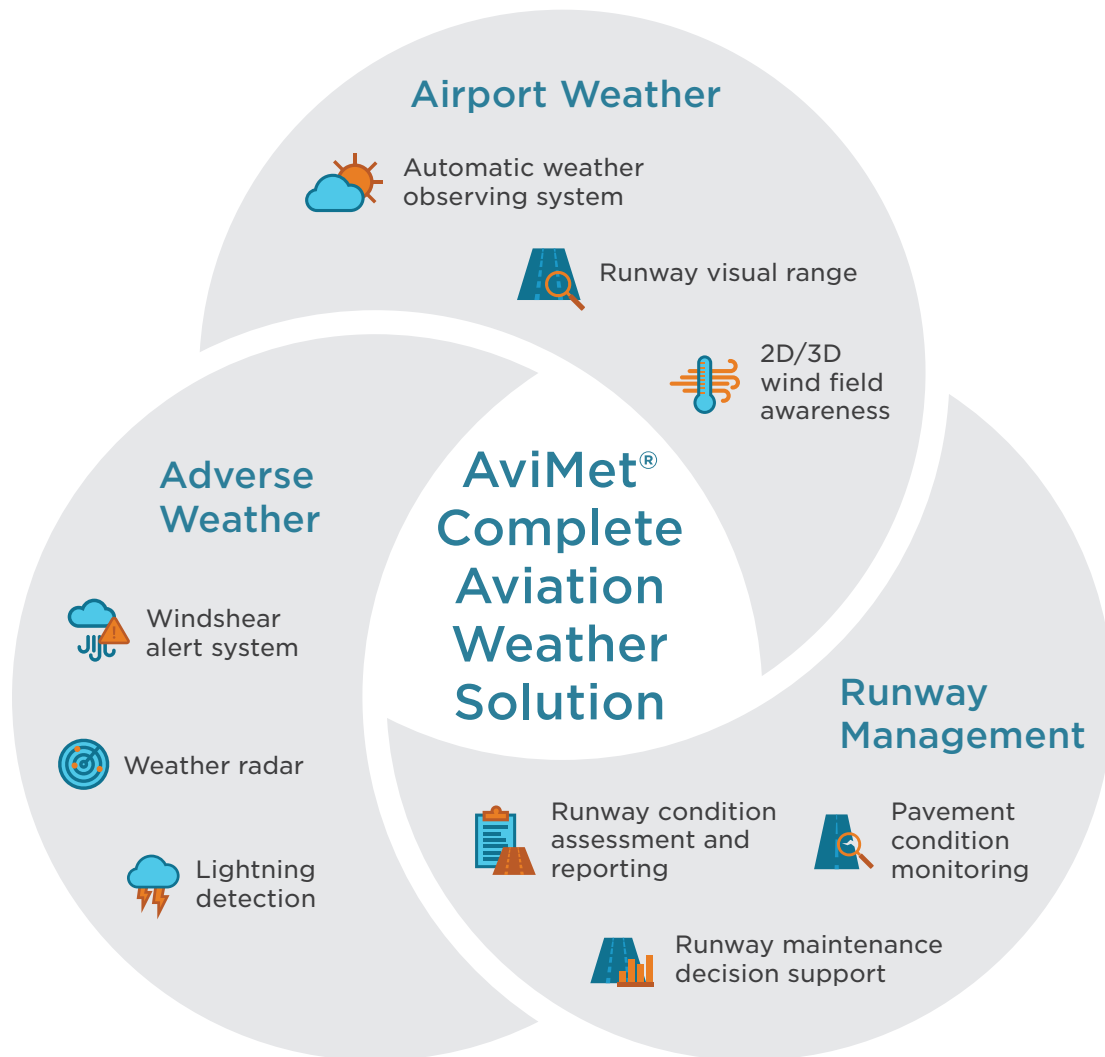 Airport Weather
Automatic weather
observing system
Runway visual range
2D/3D
wind field
awareness
AviMet®
Complete
Aviation
Weather
Solution
Adverse
Weather
Windshear
alert system
Weather radar
Lightning
detection
Runway
Management
Runway condition
assessment and
reporting
Pavement
condition
monitoring
Runway maintenance
decision support